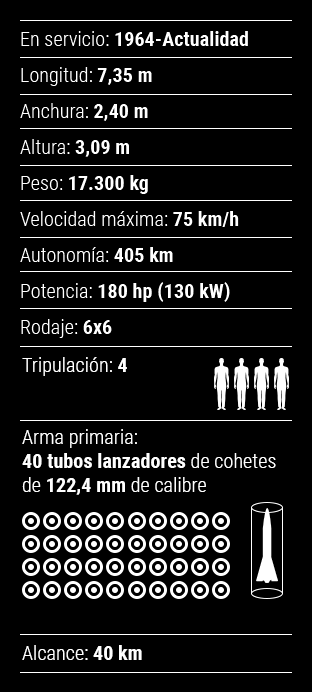 En servicio: 1964-Actualidad
Longitud: 7,35 m
Anchura: 2,40 m
Altura: 3,09 m
Peso: 17.300 kg
Velocidad máxima: 75 km/h
Autonomía: 405 km
Potencia: 180 hp (130 kW)
Rodaje: 6x6
Tripulación: 4
Arma primaria:
40 tubos lanzadores de cohetes
de 122,4 mm de calibre
Alcance: 40 km